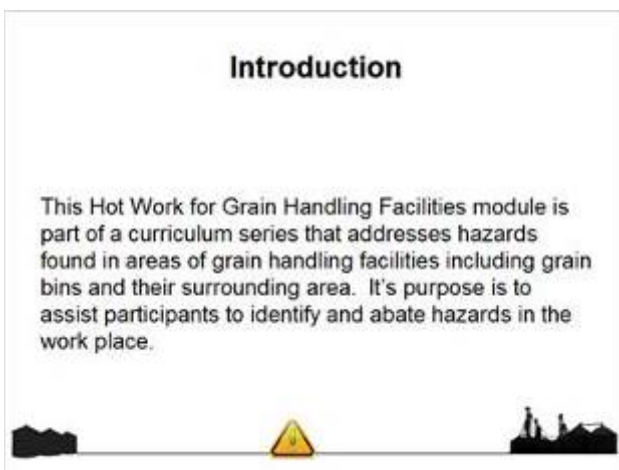 Introduction
This Hot Work for Grain Handling Facilities module is
part of a curriculum series that addresses hazards
found in areas of grain handling facilities including grain
bins and their surrounding area.  It's purpose is to
assist participants to identify and abate hazards in the
work place.